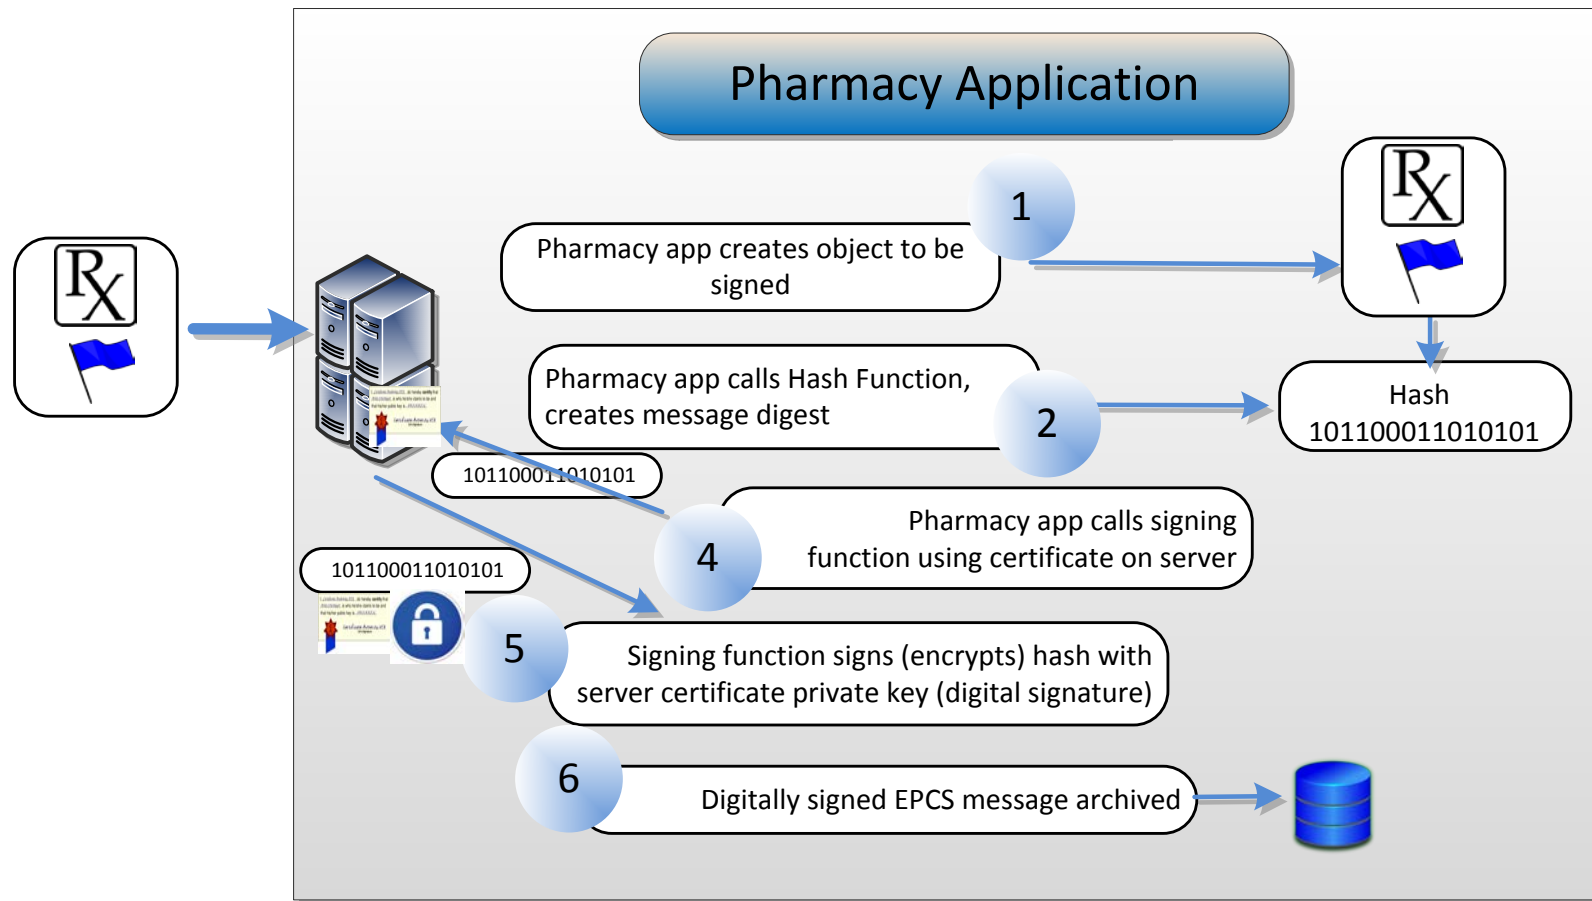 Pharmacy Application
Rx
1
Pharmacy app creates object to be
signed
Rx
Pharmacy app calls Hash Function,
creates message digest
2
Hash
101100011010101
101100011010101
4
Pharmacy app calls signing
function using certificate on server
101100011010101
5
Signing function signs (encrypts) hash with
server certificate private key (digital signature)
6
Digitally signed EPCS message archived